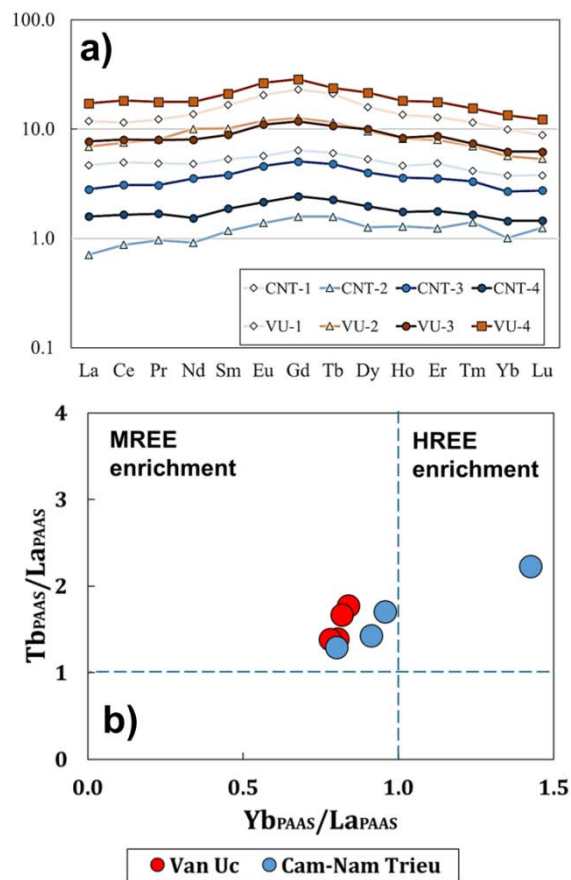 100.0
a)
10.0
1.0
CNT-1 CNT-2 CNT-3 CNT-4
VU-1 VU-2 VU-3 VU-4
0.1
La Ce Pr Nd Sm Eu Gd Tb Dy Ho Er Tm Yb Lu
4
MREE enrichment
HREE enrichment
3
TbPAAS/LaPAAS
2
1
b)
0
0.0 0.5 1.0 1.5
YbPAAS/LaPAAS
Van Uc Cam-Nam Trieu